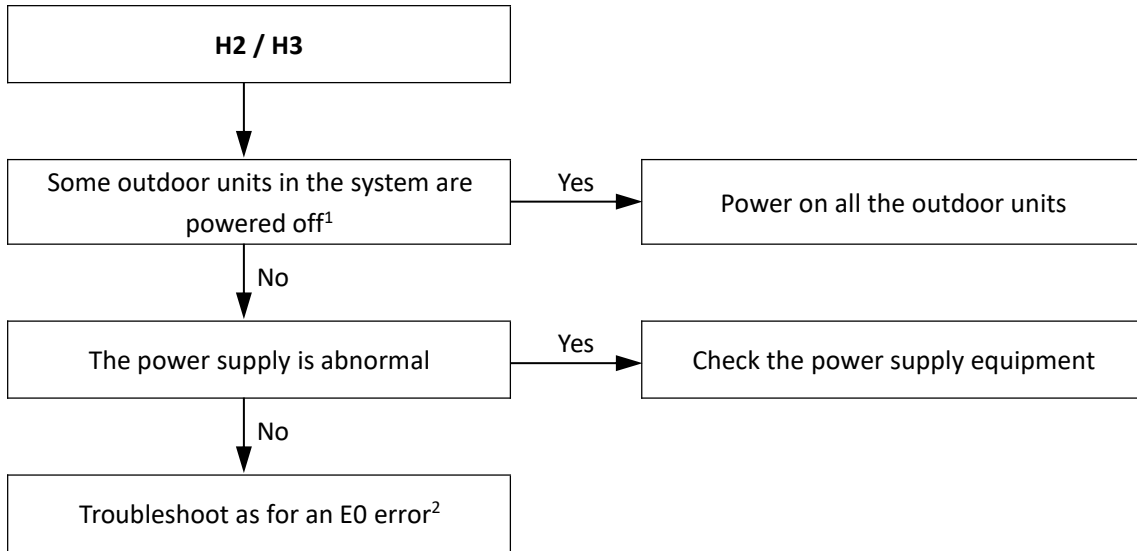 H2 / H3
Some outdoor units in the system are
powered off¹
Yes
Power on all the outdoor units
No
The power supply is abnormal
Yes
Check the power supply equipment
No
Troubleshoot as for an E0 error²